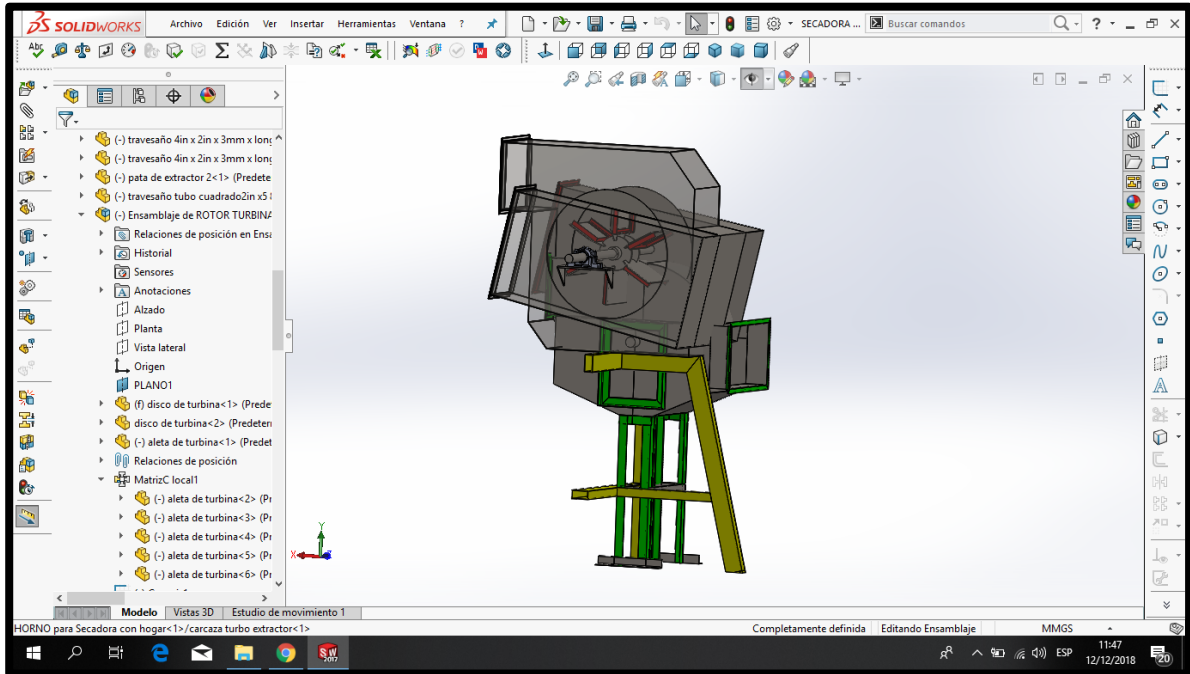 SOLIDWORKS
Archivo Edición Ver Insertar Herramientas Ventana ?
SECADORA ...
Buscar comandos
(-) travesaño 4in x 2in x 3mm x long
(-) travesaño 4in x 2in x 3mm x long
(-) pata de extractor 2<1> (Predete
(-) travesaño tubo cuadrado2in x5
(-) Ensamblaje de ROTOR TURBINA
Relaciones de posición en Ensa
Historial
Sensores
Anotaciones
Alzado
Planta
Vista lateral
Origen
PLANO1
(f) disco de turbina<1> (Prede
disco de turbina<2> (Predeter
(-) aleta de turbina<1> (Predet
Relaciones de posición
MatrizC local1
(-) aleta de turbina<2> (Pr
(-) aleta de turbina<3> (Pr
(-) aleta de turbina<4> (Pr
(-) aleta de turbina<5> (Pr
(-) aleta de turbina<6> (Pr
Y
X
Modelo Vistas 3D Estudio de movimiento 1
HORNO para Secadora con hogar<1>/carcaza turbo extractor<1>
Completamente definida Editando Ensamblaje MMGS
SW
2017
ESP
11:47
12/12/2018
20